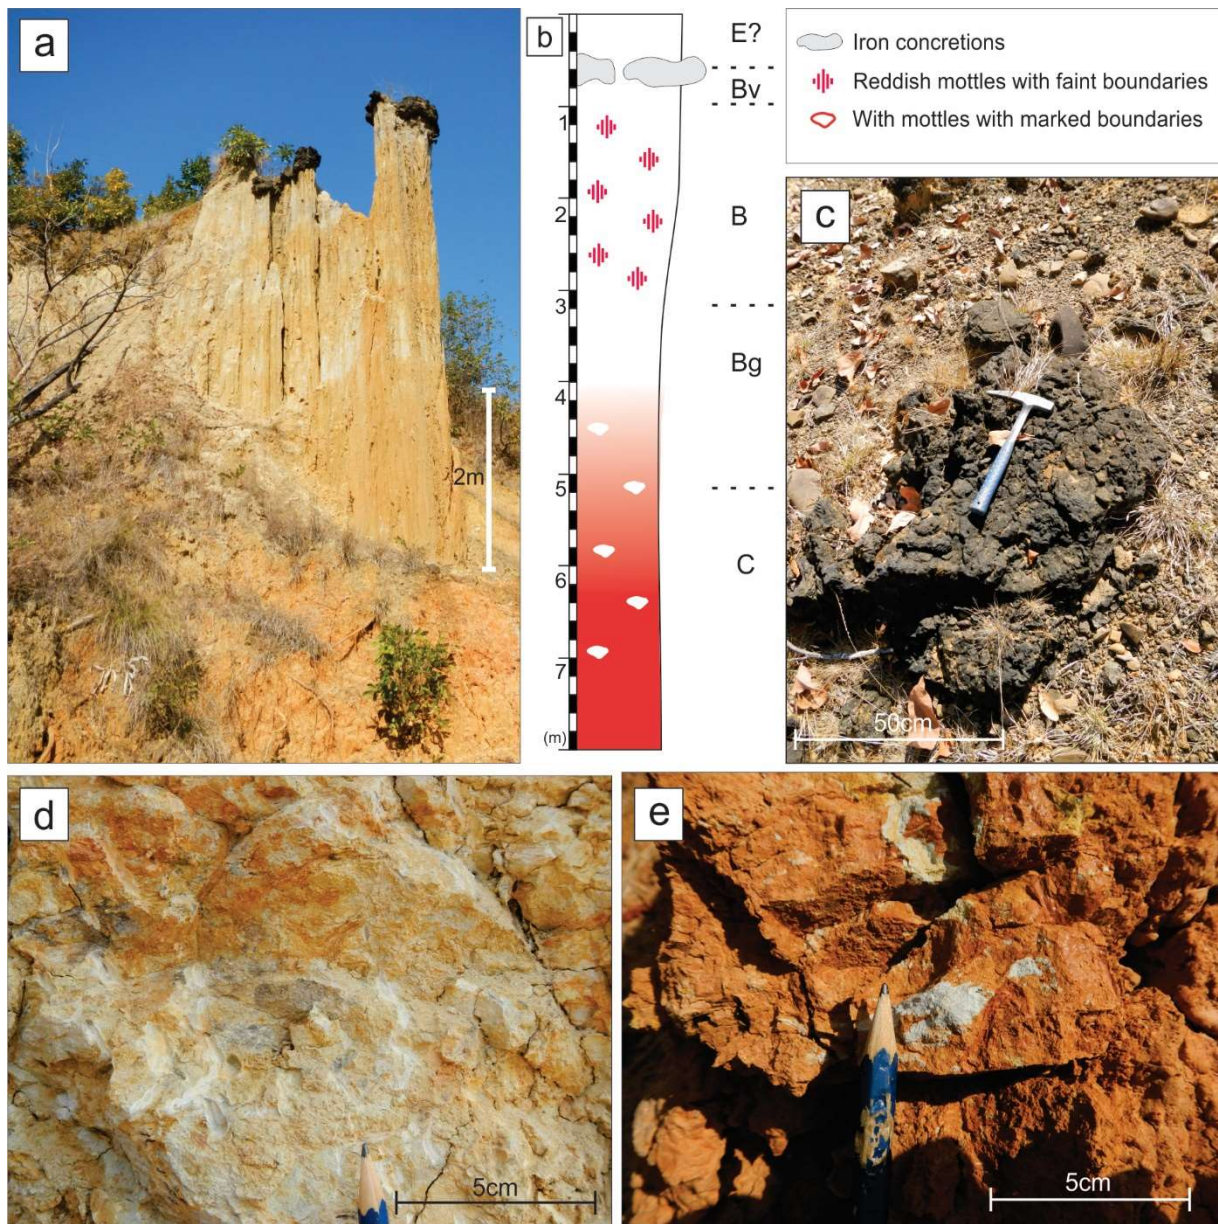 a
2m
b
E?
Bv
1
2
B
3
Bg
4
5
C
6
7
(m)
Iron concretions
Reddish mottles with faint boundaries
With mottles with marked boundaries
c
50cm
d
5cm
e
5cm